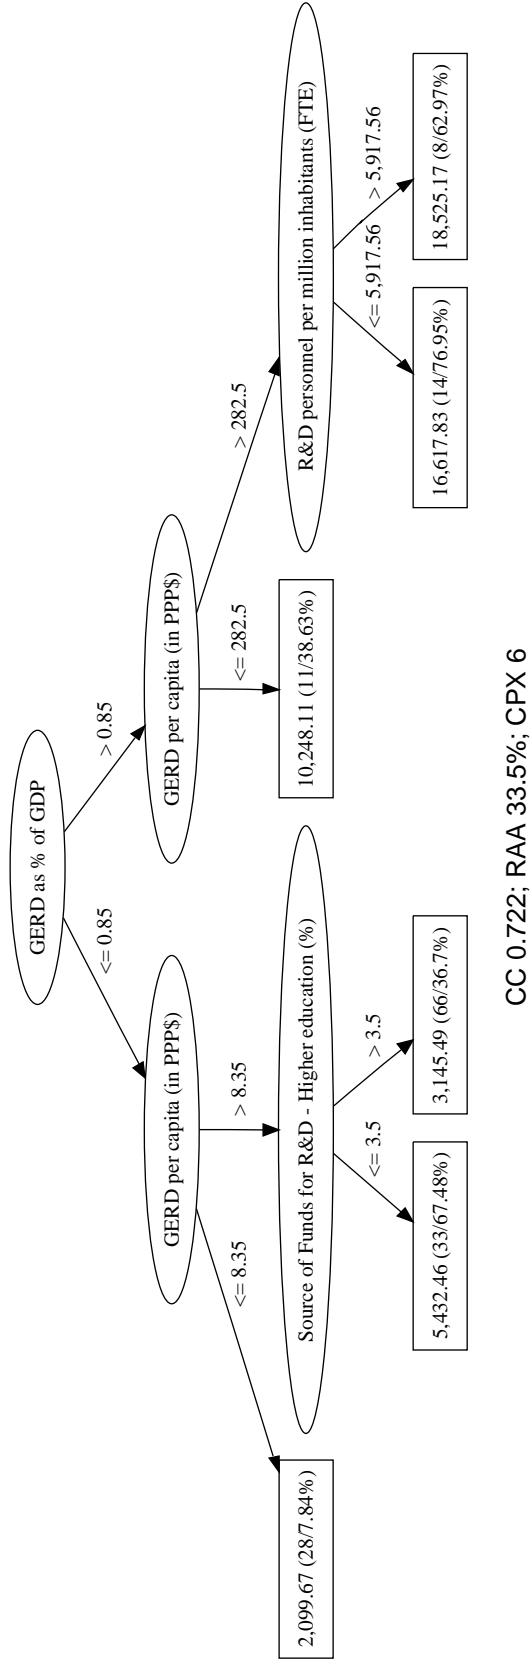 GERD as % of GDP
<= 0.85
> 0.85
GERD per capita (in PPP$)
GERD per capita (in PPP$)
<= 8.35
> 8.35
<= 282.5
> 282.5
2,099.67 (28/7.84%)
Source of Funds for R&D - Higher education (%)
10,248.11 (11/38.63%)
R&D personnel per million inhabitants (FTE)
<= 3.5
> 3.5
<= 5,917.56
> 5,917.56
5,432.46 (33/67.48%)
3,145.49 (66/36.7%)
16,617.83 (14/76.95%)
18,525.17 (8/62.97%)
CC 0.722; RAA 33.5%; CPX 6